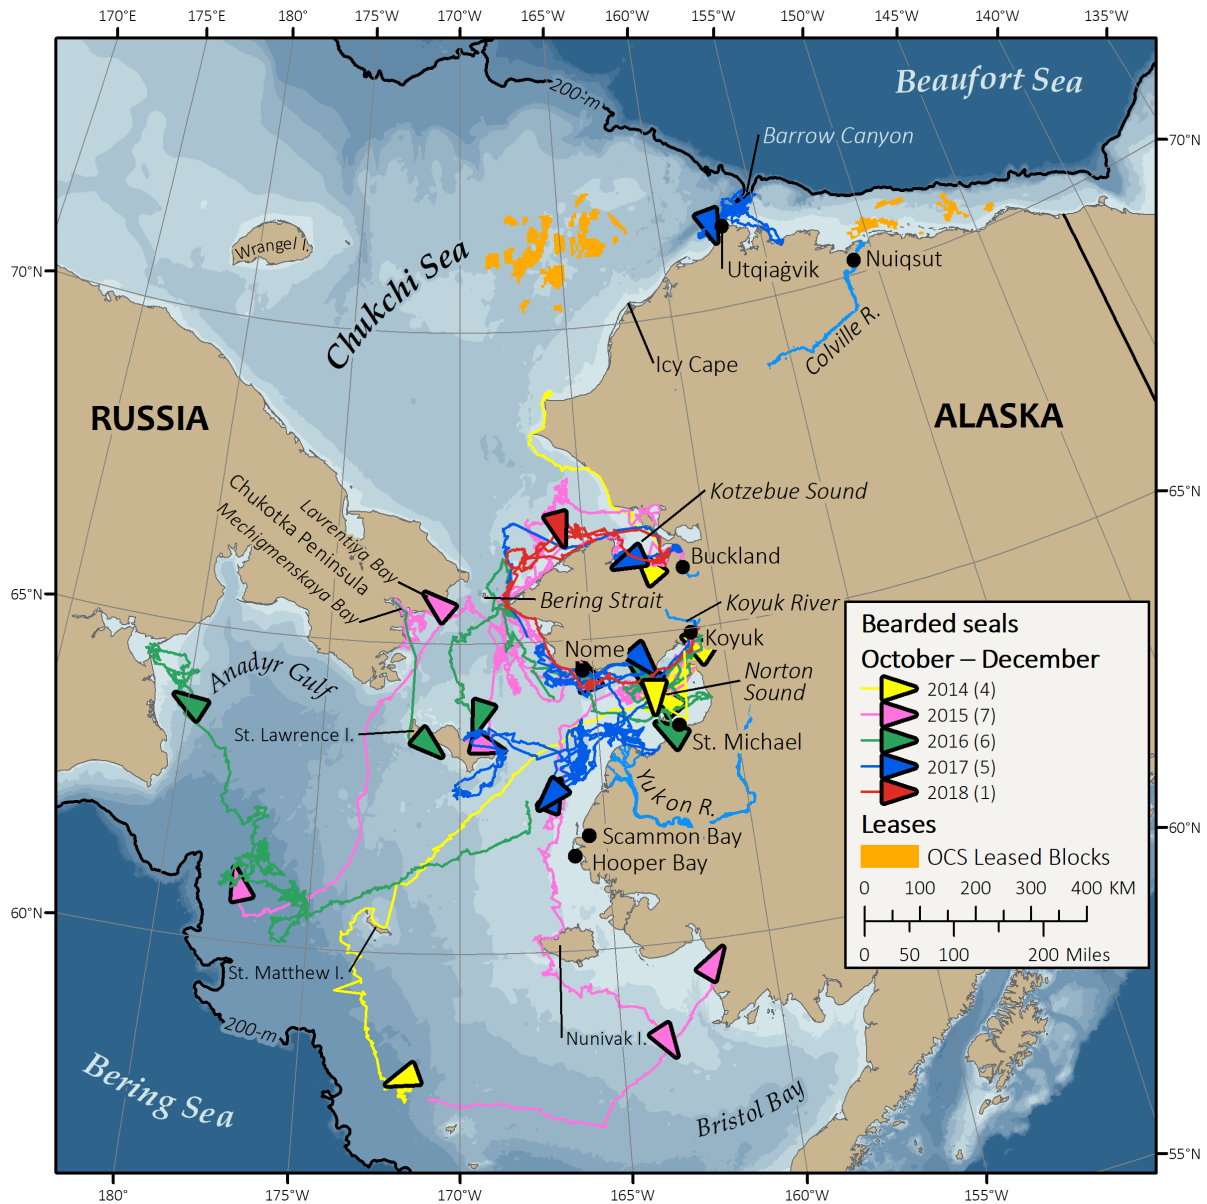 170°E 175°E 180° 175°W 170°W 165°W 160°W 155°W 150°W 145°W 140°W 135°W
Beaufort Sea
200-m
Barrow Canyon
70°N
Wrangel I.
Utqiaġvik
Nuiqsut
70°N
Chukchi Sea
Colville R.
Icy Cape
RUSSIA
ALASKA
65°N
Kotzebue Sound
Lavrentiya Bay
Chukotka Peninsula
Mechigmenskaya Bay
Buckland
65°N
Bering Strait
Koyuk River
Koyuk
Nome
Norton
Sound
Anadyr Gulf
St. Lawrence I.
St. Michael
Yukon R.
Scammon Bay
Hooper Bay
60°N
60°N
St. Matthew I.
200-m
Nunivak I.
Bering Sea
Bristol Bay
55°N
Bearded seals
October – December
2014 (4)
2015 (7)
2016 (6)
2017 (5)
2018 (1)
Leases
OCS Leased Blocks
0 100 200 300 400 KM
0 50 100 200 Miles
180° 175°W 170°W 165°W 160°W 155°W